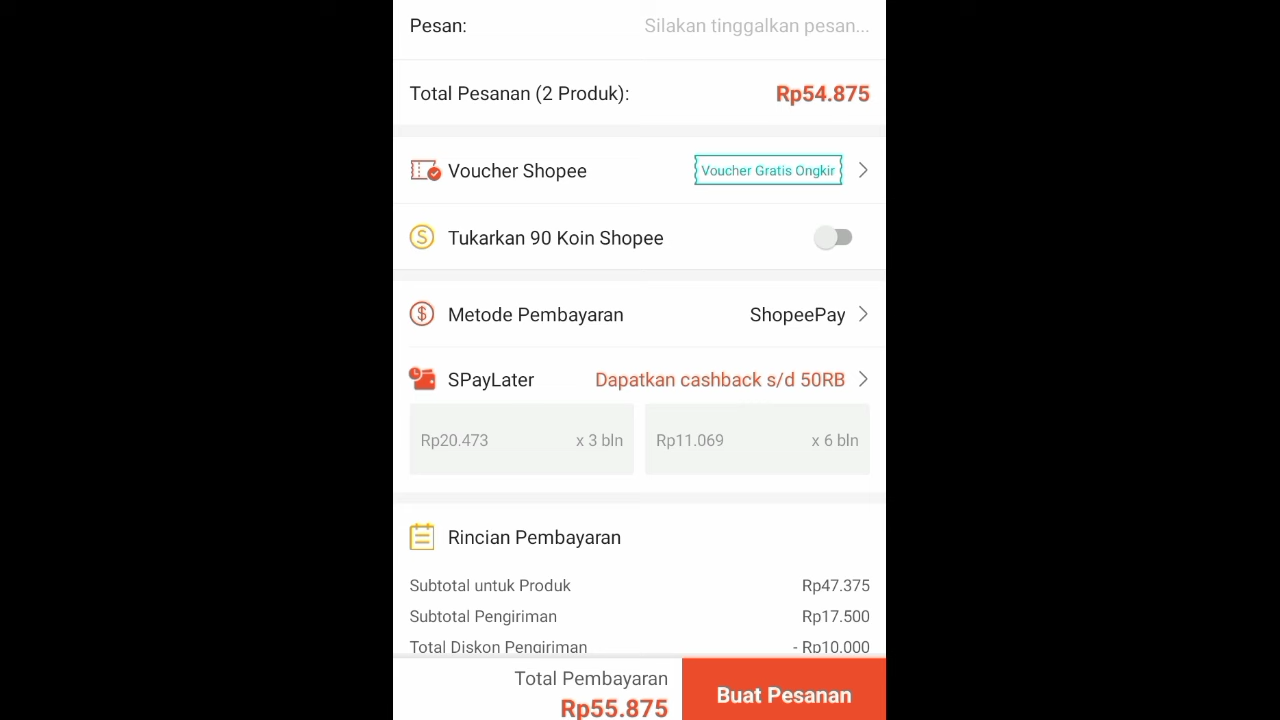 Pesan: Silakan tinggalkan pesan...
Total Pesanan (2 Produk): Rp54.875
Voucher Shopee Voucher Gratis Ongkir
Tukarkan 90 Koin Shopee
Metode Pembayaran ShopeePay
SPayLater Dapatkan cashback s/d 50RB
Rp20.473 x 3 bln Rp11.069 x 6 bln
Rincian Pembayaran
Subtotal untuk Produk Rp47.375
Subtotal Pengiriman Rp17.500
Total Diskon Pengiriman - Rp10.000
Total Pembayaran
Rp55.875
Buat Pesanan